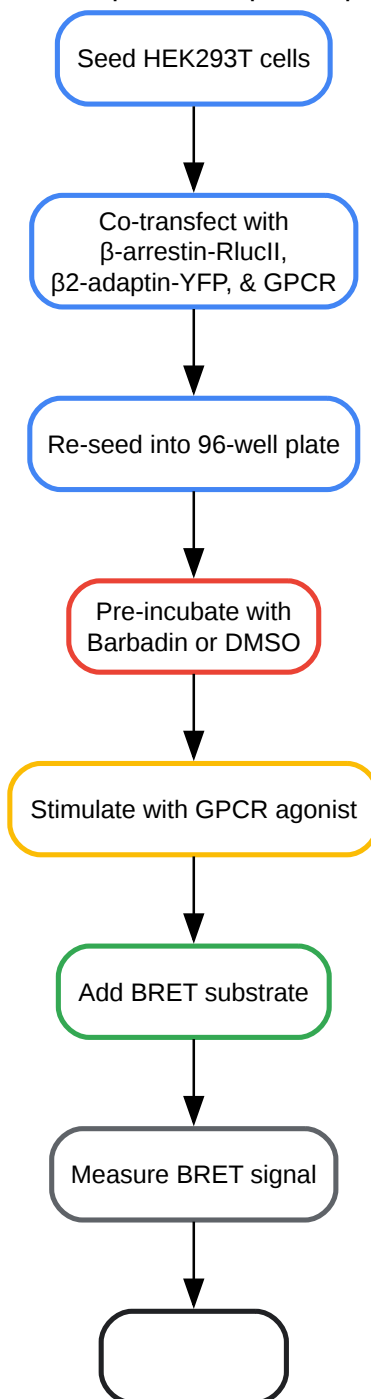 Seed HEK293T cells
Co-transfect with
β-arrestin-RlucII,
β2-adaptin-YFP, & GPCR
Re-seed into 96-well plate
Pre-incubate with
Barbadin or DMSO
Stimulate with GPCR agonist
Add BRET substrate
Measure BRET signal